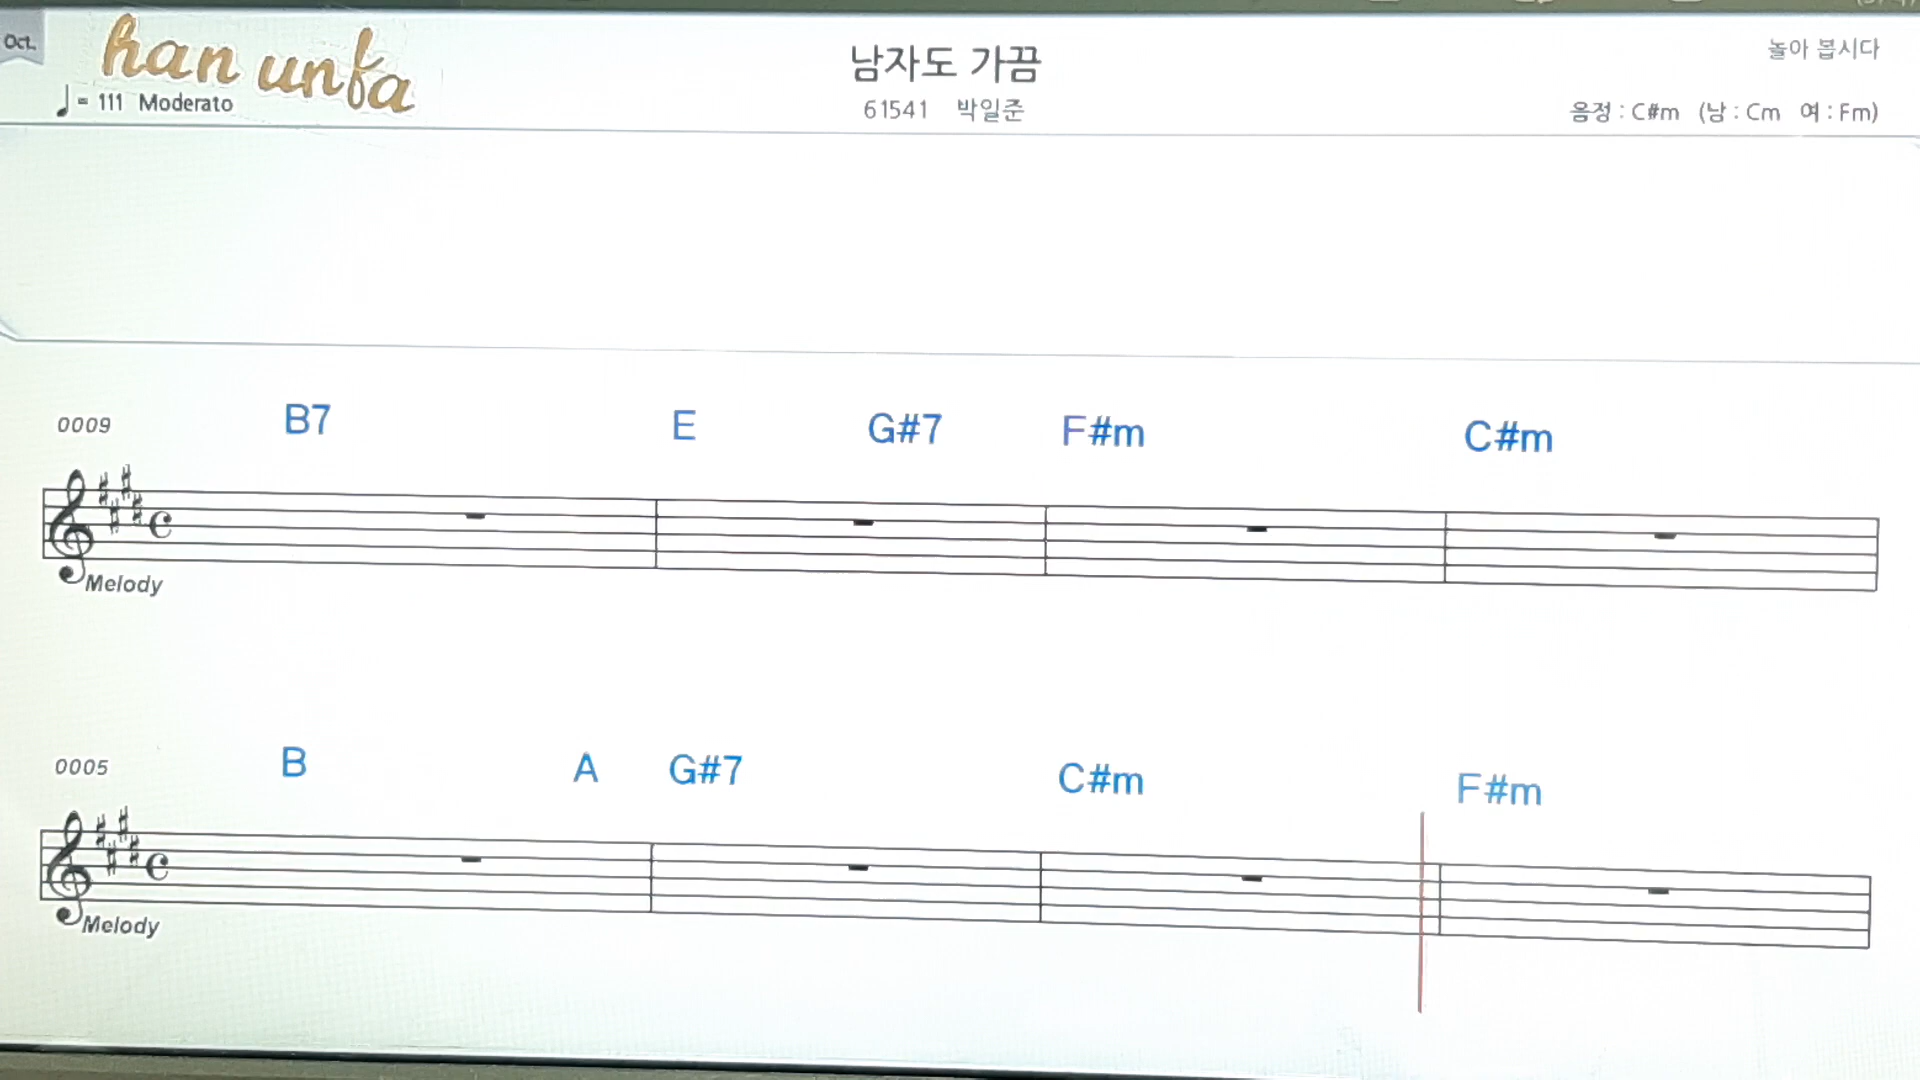 Oct.
han unfa
놀아 봅시다
남자도 가끔
♩= 111 Moderato
61541 박일준
음정 : C#m (남 : Cm 여 : Fm)
0009 B7 E G#7 F#m C#m
Melody
0005 B A G#7 C#m F#m
Melody